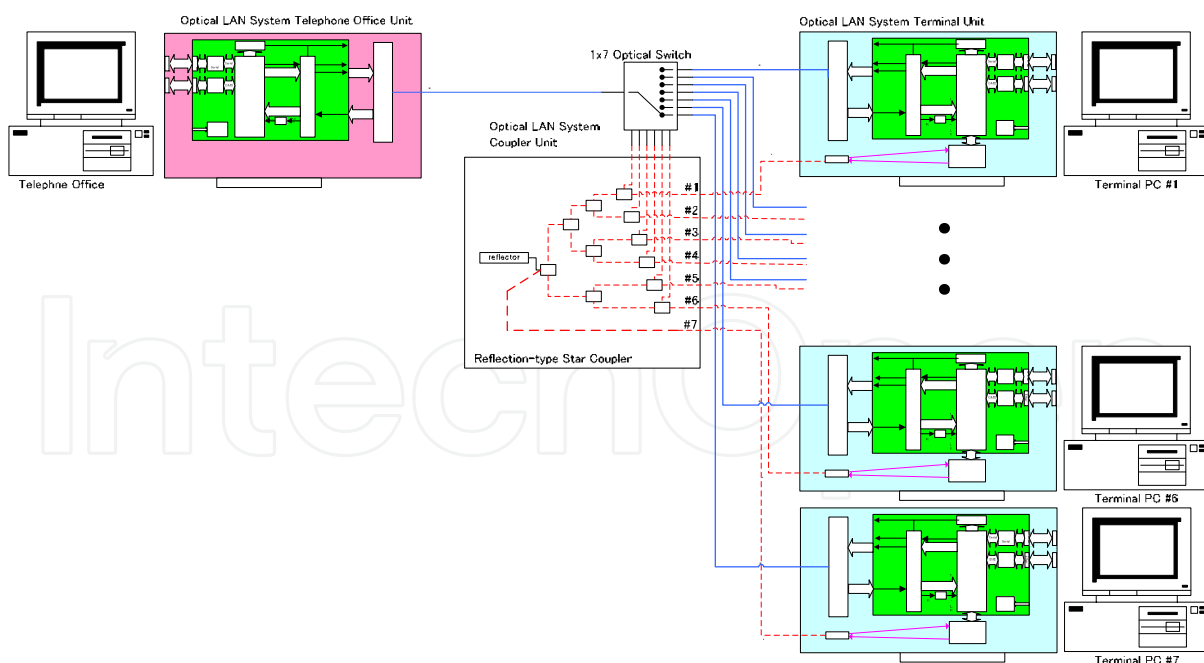 Optical LAN System Telephone Office Unit
Optical LAN System Terminal Unit
1x7 Optical Switch
Optical LAN System
Coupler Unit
Telephne Office
Terminal PC #1
#1
#2
#3
#4
reflector
#5
#6
#7
Reflection-type Star Coupler
Terminal PC #6
Terminal PC #7